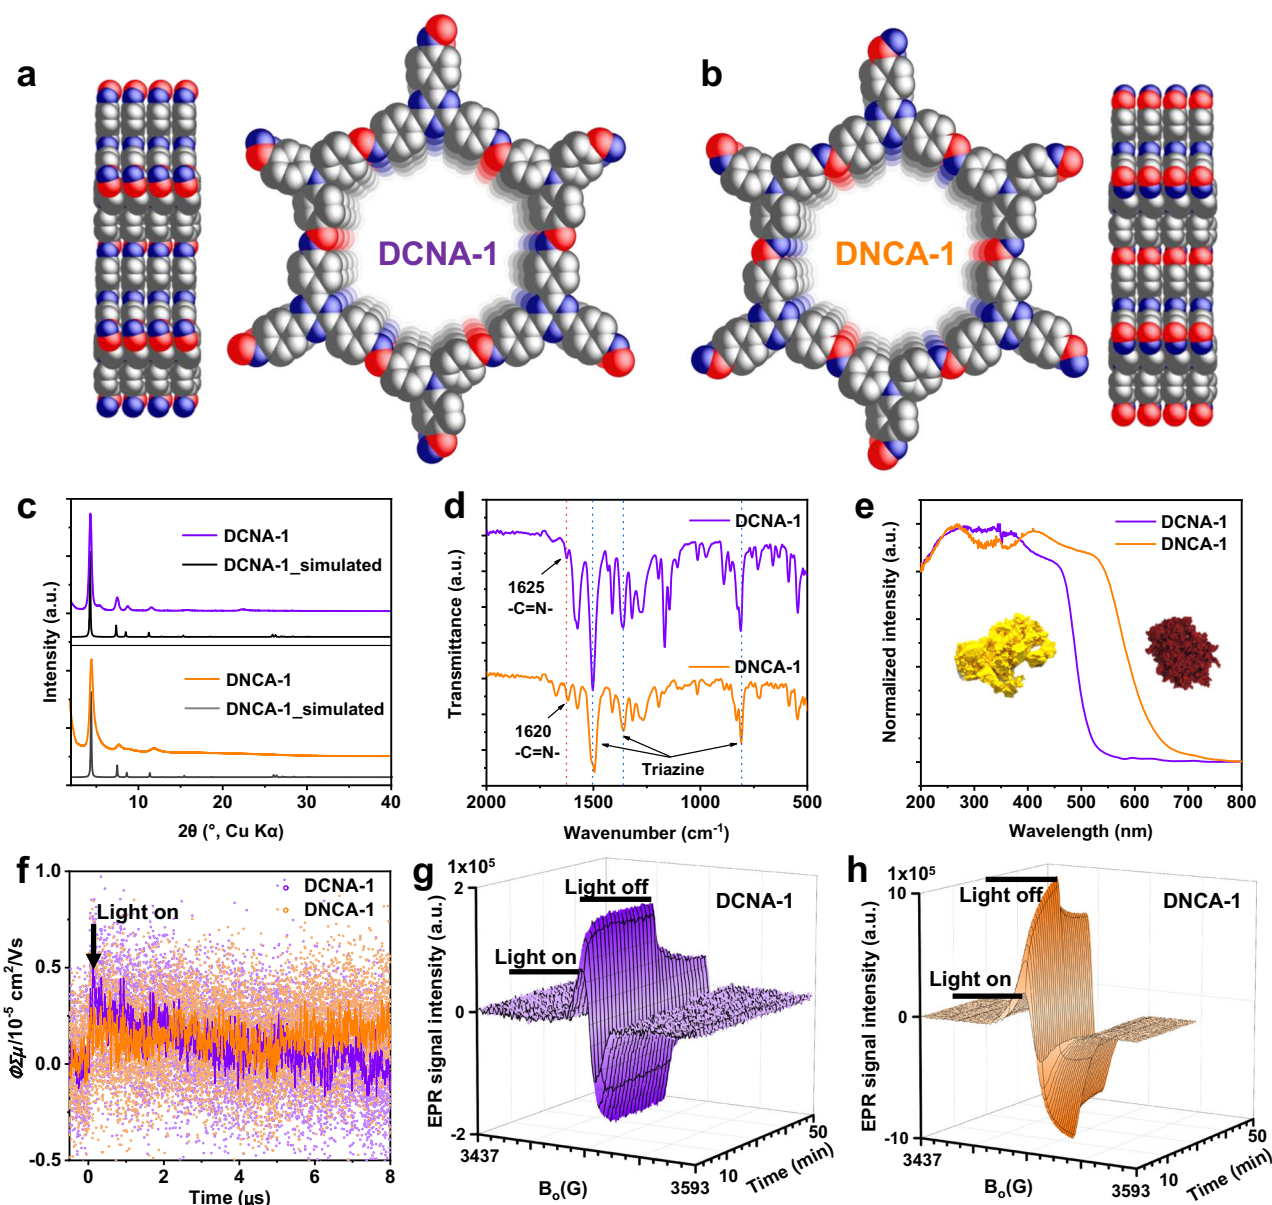 a
b
DCNA-1
DNCA-1
c
DCNA-1
DCNA-1_simulated
DNCA-1
DNCA-1_simulated
Intensity (a.u.)
10
20
30
40
2θ (°, Cu Kα)
d
DCNA-1
1625
-C=N-
DNCA-1
1620
-C=N-
Triazine
Transmittance (a.u.)
2000
1500
1000
500
Wavenumber (cm⁻¹)
e
DCNA-1
DNCA-1
Normalized intensity (a.u.)
200
300
400
500
600
700
800
Wavelength (nm)
f
1.0
0.5
0.0
-0.5
DCNA-1
DNCA-1
Light on
ΦΣμ/10⁻⁵ cm²/Vs
0
2
4
6
8
Time (μs)
g
1x10⁵
2
0
-2
Light off
DCNA-1
Light on
EPR signal intensity (a.u.)
3437
3593
B₀(G)
10
50
Time (min)
h
1x10⁵
10
0
-10
Light off
DNCA-1
Light on
EPR signal intensity (a.u.)
3437
3593
B₀(G)
10
50
Time (min)